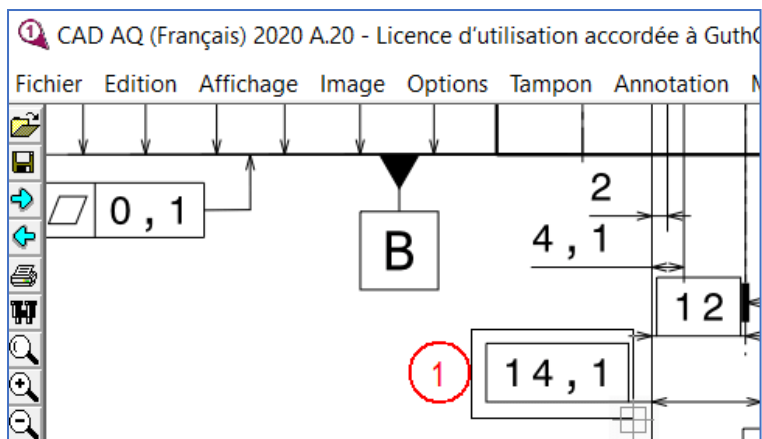 CAD AQ (Français) 2020 A.20 - Licence d'utilisation accordée à Guth
Fichier Edition Affichage Image Options Tampon Annotation
2
0,1
4,1
B
12
1 14,1